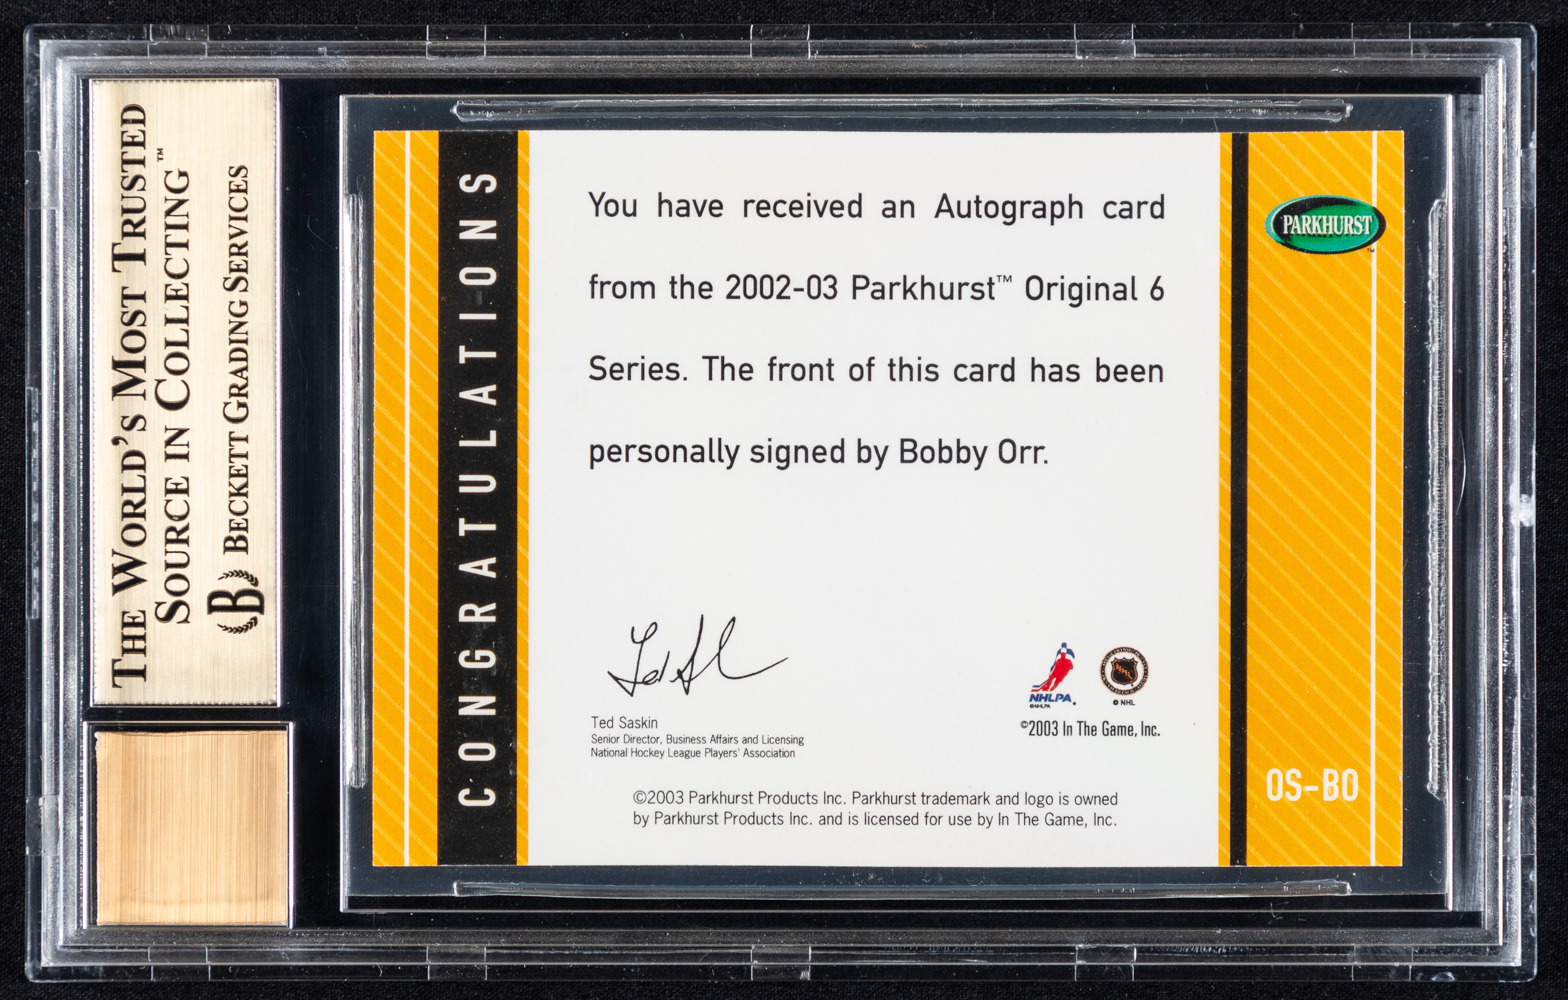 THE WORLD'S MOST TRUSTED
SOURCE IN COLLECTING™
B BECKETT GRADING SERVICES
CONGRATULATIONS
You have received an Autograph card
from the 2002-03 Parkhurst™ Original 6
Series. The front of this card has been
personally signed by Bobby Orr.
Ted Saskin
Senior Director, Business Affairs and Licensing
National Hockey League Players' Association
NHLPA
©NHLPA
NHL
© NHL
©2003 In The Game, Inc.
©2003 Parkhurst Products Inc. Parkhurst trademark and logo is owned
by Parkhurst Products Inc. and is licensed for use by In The Game, Inc.
PARKHURST™
OS-BO